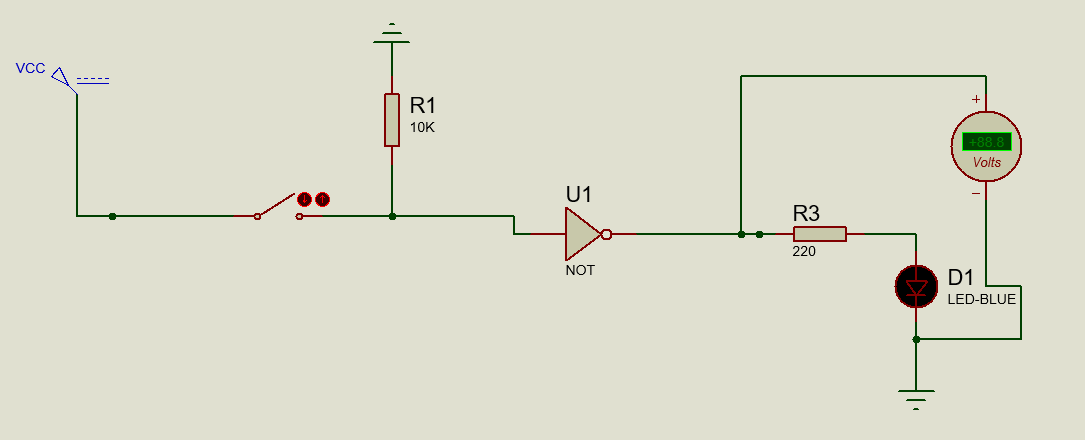 VCC
R1
10K
+88.8
Volts
U1
NOT
R3
220
D1
LED-BLUE